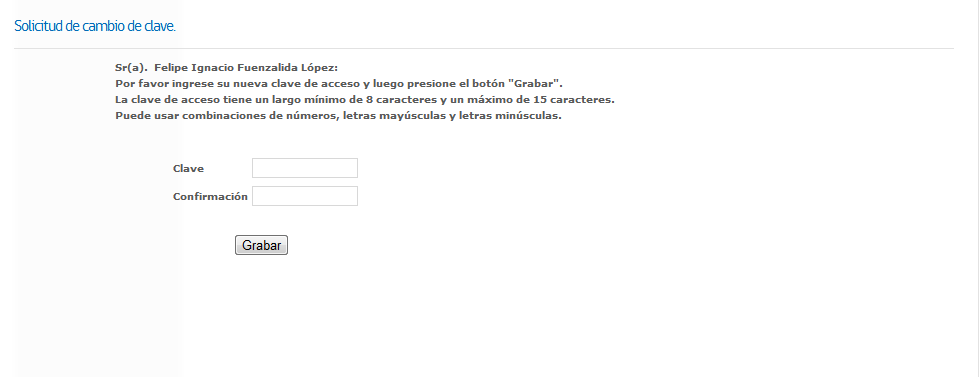 Solicitud de cambio de clave.
Sr(a). Felipe Ignacio Fuenzalida López:
Por favor ingrese su nueva clave de acceso y luego presione el botón "Grabar".
La clave de acceso tiene un largo mínimo de 8 caracteres y un máximo de 15 caracteres.
Puede usar combinaciones de números, letras mayúsculas y letras minúsculas.
Clave
Confirmación
Grabar